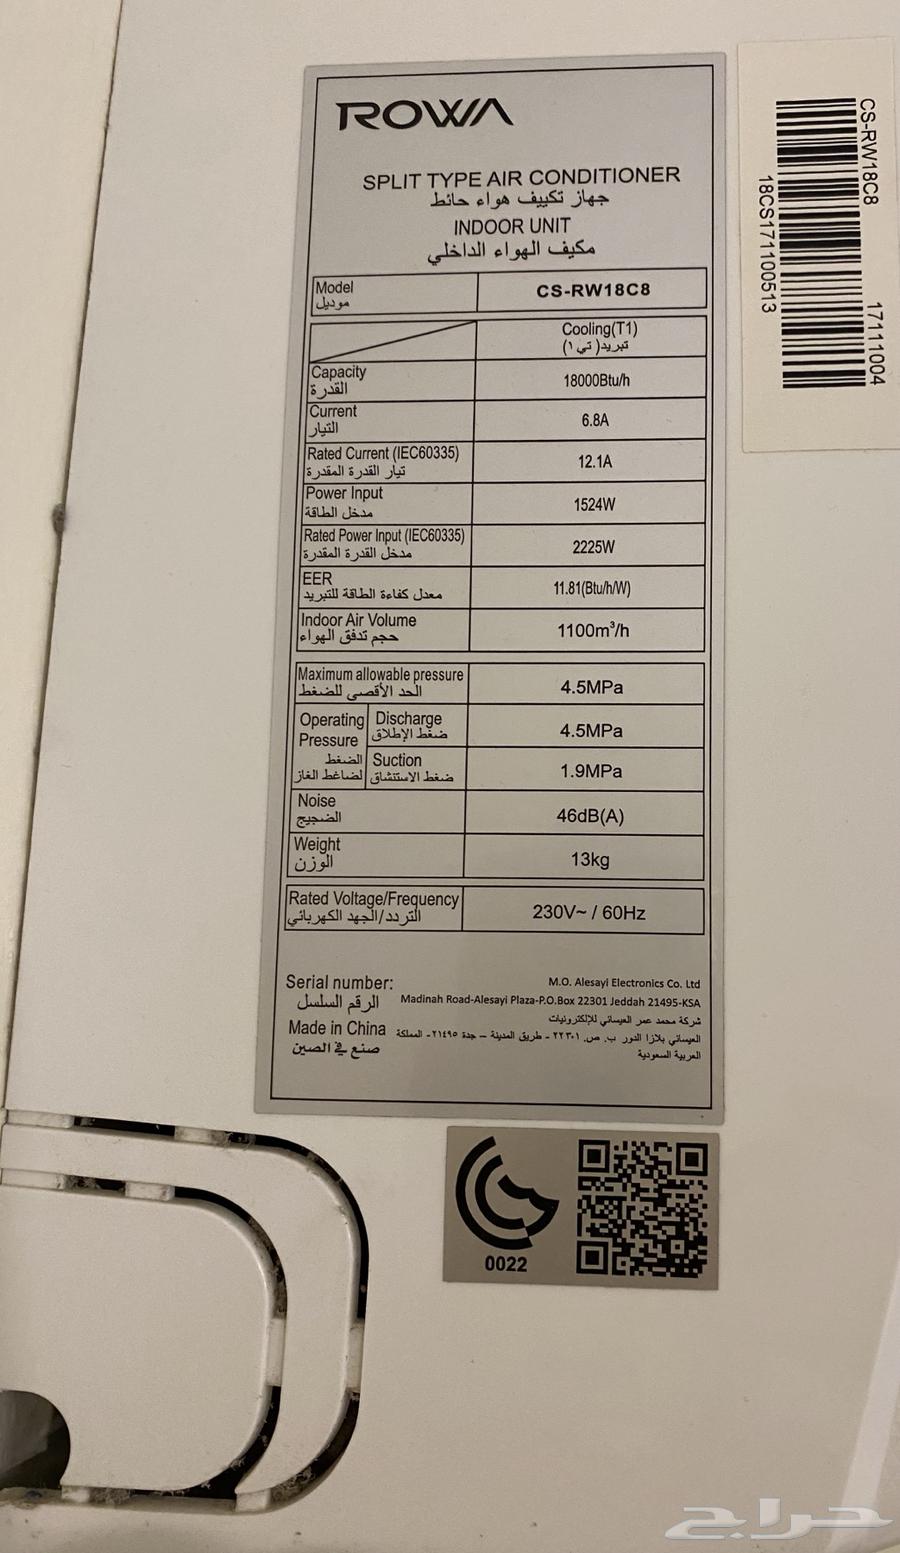 ROWA
SPLIT TYPE AIR CONDITIONER
جهاز تكييف هواء حائط
INDOOR UNIT
مكيف الهواء الداخلي
Model
موديل
CS-RW18C8
Cooling(T1)
تبريد(تي ١)
Capacity
القدرة
18000Btu/h
Current
التيار
6.8A
Rated Current (IEC60335)
تيار القدرة المقدرة
12.1A
Power Input
مدخل الطاقة
1524W
Rated Power Input (IEC60335)
مدخل القدرة المقدرة
2225W
EER
معدل كفاءة الطاقة للتبريد
11.81(Btu/h/W)
Indoor Air Volume
حجم تدفق الهواء
1100m³/h
Maximum allowable pressure
الحد الأقصى للضغط
4.5MPa
Operating
Pressure
الضغط
لضاغط الغاز
Discharge
ضغط الإطلاق
4.5MPa
Suction
ضغط الاستنشاق
1.9MPa
Noise
الضجيج
46dB(A)
Weight
الوزن
13kg
Rated Voltage/Frequency
التردد/الجهد الكهربائي
230V~ / 60Hz
Serial number:
الرقم السلسل
Made in China
صنع في الصين
M.O. Alesayi Electronics Co. Ltd
Madinah Road-Alesayi Plaza-P.O.Box 22301 Jeddah 21495-KSA
شركة محمد عمر العيسائي للإلكترونيات
العيسائي بلازا الدور ب. ص. ٢٢٣٠١ - طريق المدينة – جدة ٢١٤٩٥- المملكة
العربية السعودية
CS-RW18C8
18CS171100513
17111004
0022
حراج